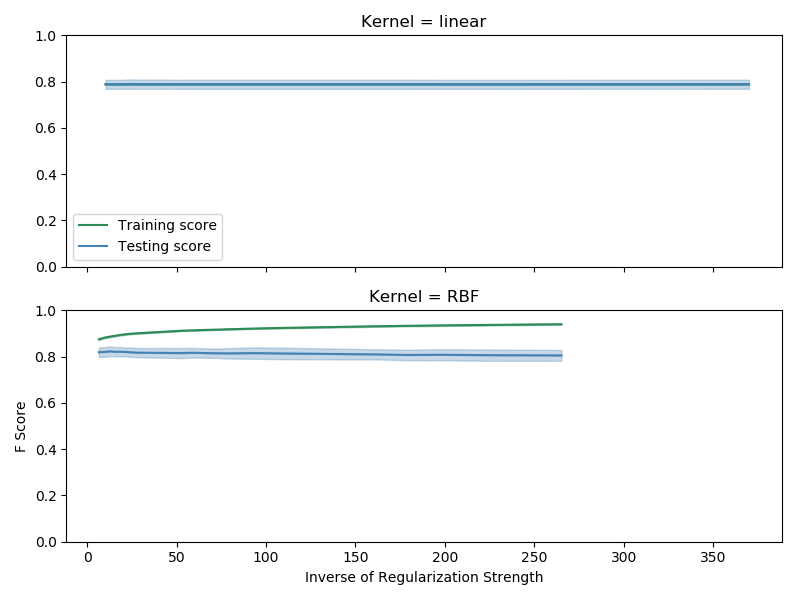 Kernel = linear
1.0
0.8
0.6
0.4
0.2
0.0
Training score
Testing score
Kernel = RBF
1.0
0.8
0.6
0.4
0.2
0.0
F Score
0 50 100 150 200 250 300 350
Inverse of Regularization Strength